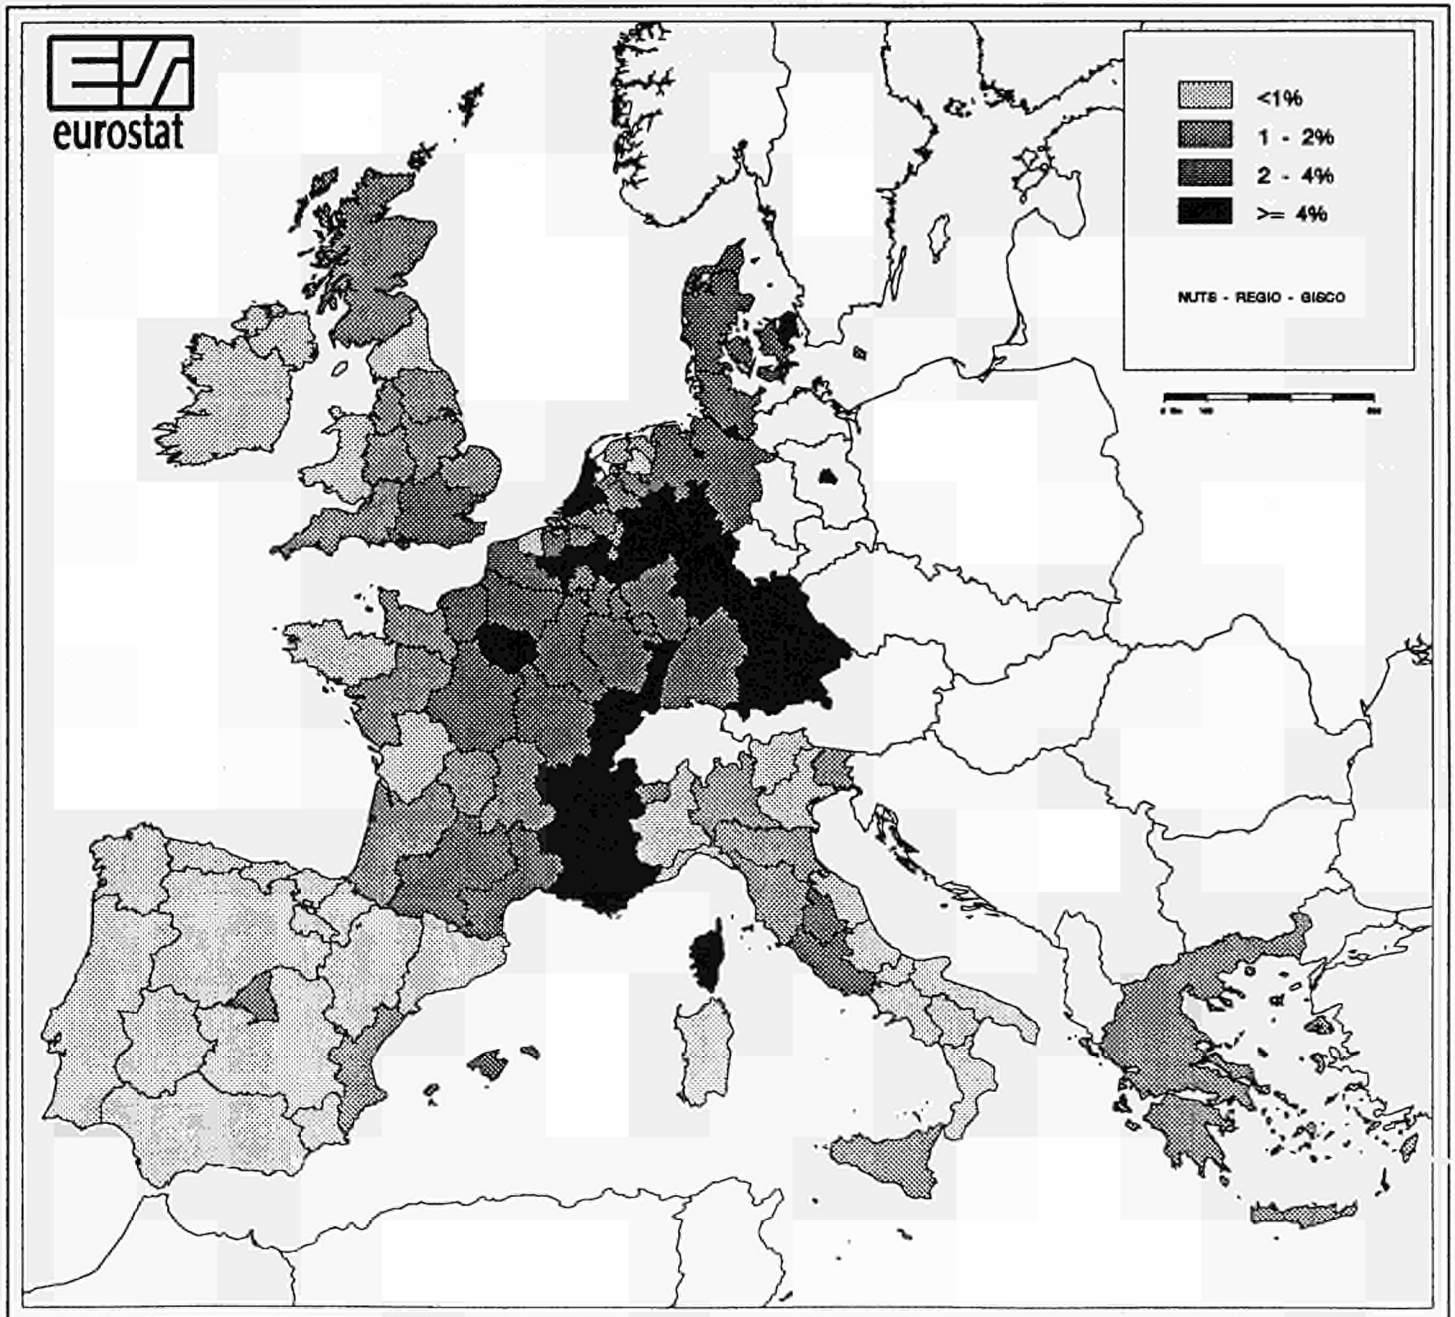 eurostat
<1%
1 - 2%
2 - 4%
>= 4%
NUTS - REGIO - GISCO